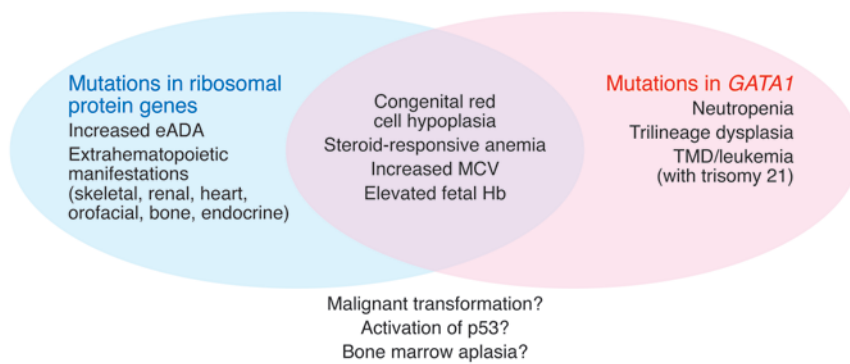 Mutations in ribosomal
protein genes
Increased eADA
Extrahematopoietic
manifestations
(skeletal, renal, heart,
orofacial, bone, endocrine)
Congenital red
cell hypoplasia
Steroid-responsive anemia
Increased MCV
Elevated fetal Hb
Mutations in GATA1
Neutropenia
Trilineage dysplasia
TMD/leukemia
(with trisomy 21)
Malignant transformation?
Activation of p53?
Bone marrow aplasia?